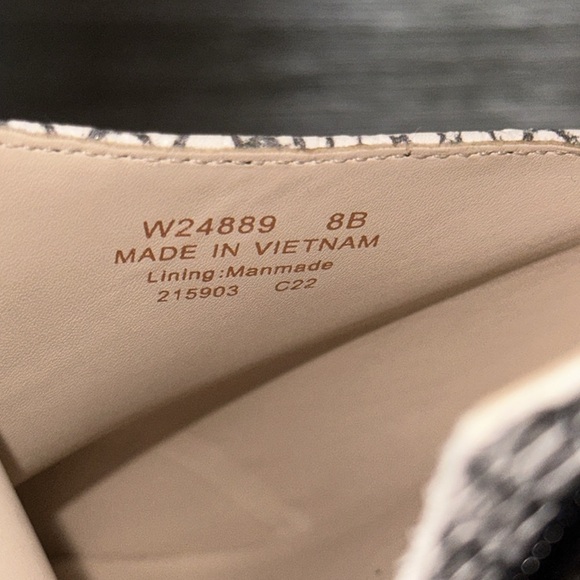 W24889 8B
MADE IN VIETNAM
Lining:Manmade
215903 C22